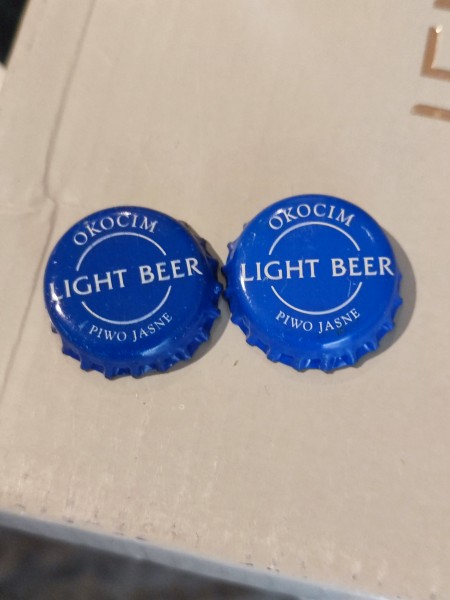 OKOCIM
LIGHT BEER
PIWO JASNE
OKOCIM
LIGHT BEER
PIWO JASNE